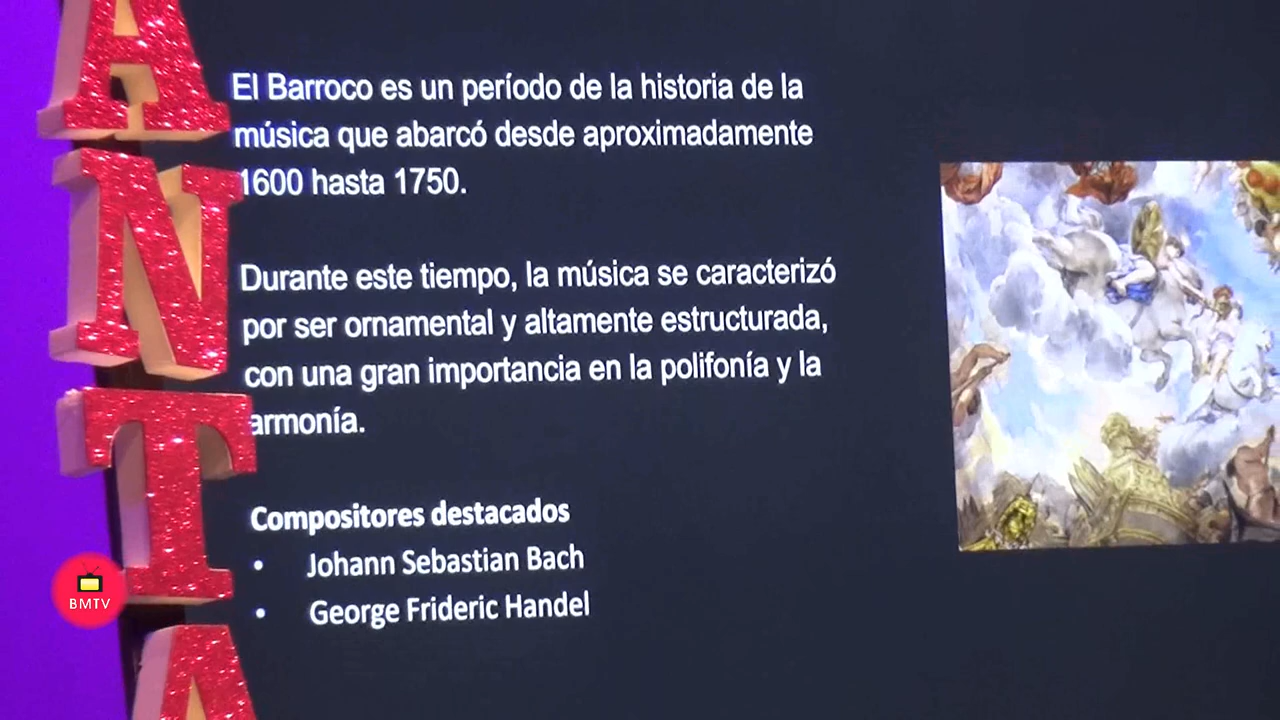 A
N
T
A
El Barroco es un período de la historia de la
música que abarcó desde aproximadamente
1600 hasta 1750.
Durante este tiempo, la música se caracterizó
por ser ornamental y altamente estructurada,
con una gran importancia en la polifonía y la
armonía.
Compositores destacados
• Johann Sebastian Bach
• George Frideric Handel
BMTV